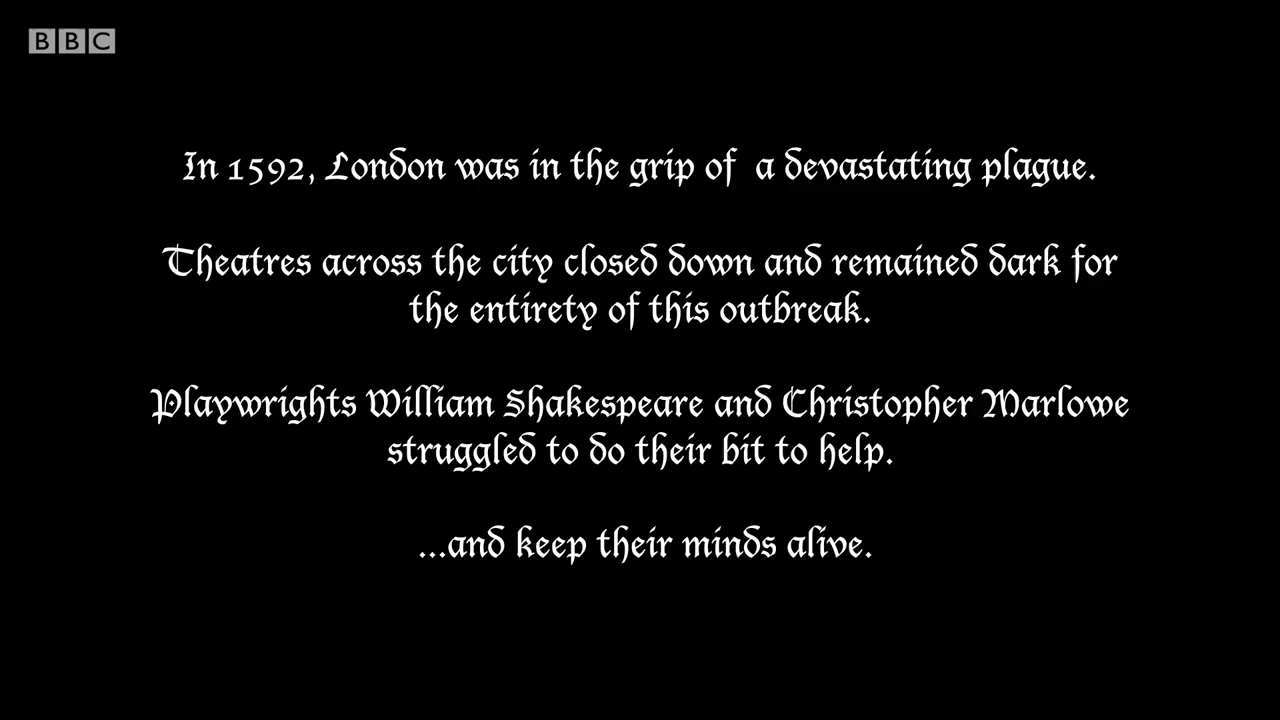 BBC
In 1592, London was in the grip of a devastating plague.
Theatres across the city closed down and remained dark for
the entirety of this outbreak.
Playwrights William Shakespeare and Christopher Marlowe
struggled to do their bit to help.
...and keep their minds alive.